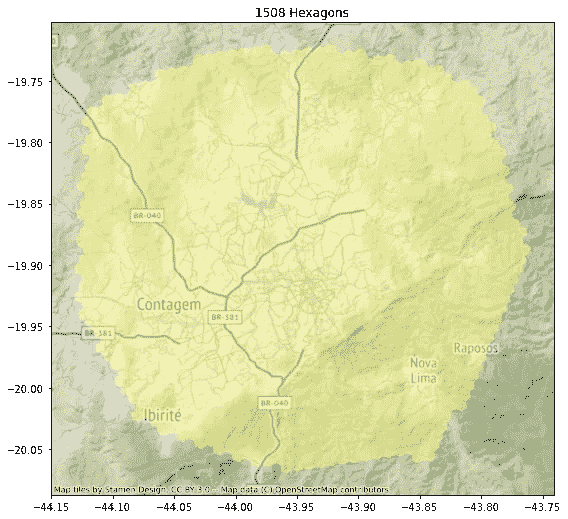 1508 Hexagons
−19.75
−19.80
−19.85
BR-040
−19.90
Contagem
BR-381
−19.95
BR-381
Raposos
Nova
Lima
−20.00
BR-040
Ibirité
−20.05
Map tiles by Stamen Design, CC BY 3.0 -- Map data (C) OpenStreetMap contributors
−44.15 −44.10 −44.05 −44.00 −43.95 −43.90 −43.85 −43.80 −43.75